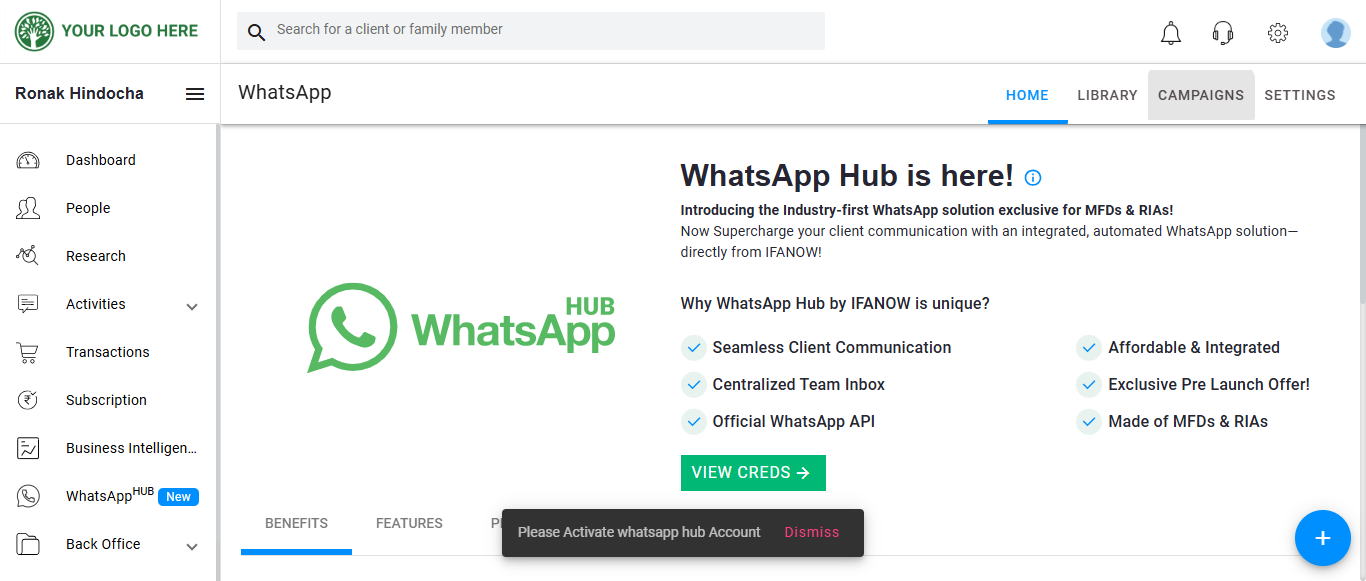 YOUR LOGO HERE
Search for a client or family member
Ronak Hindocha
WhatsApp
HOME
LIBRARY
CAMPAIGNS
SETTINGS
Dashboard
People
Research
Activities
Transactions
Subscription
Business Intelligen...
WhatsAppHUB New
Back Office
WhatsApp HUB
WhatsApp Hub is here!
Introducing the Industry-first WhatsApp solution exclusive for MFDs & RIAs!
Now Supercharge your client communication with an integrated, automated WhatsApp solution—
directly from IFANOW!
Why WhatsApp Hub by IFANOW is unique?
Seamless Client Communication
Affordable & Integrated
Centralized Team Inbox
Exclusive Pre Launch Offer!
Official WhatsApp API
Made of MFDs & RIAs
VIEW CREDS
BENEFITS
FEATURES
Please Activate whatsapp hub Account
Dismiss